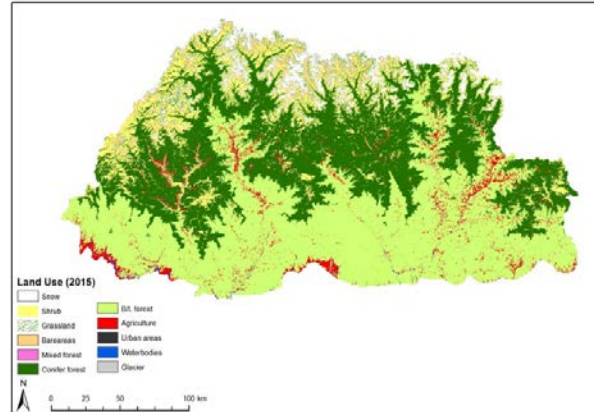 Land Use (2015)
Snow
Shrub
Grassland
Bareareas
Mixed forest
Conifer forest
B/L forest
Agriculture
Urban areas
Waterbodies
Glacier
N
0 25 50 100 km